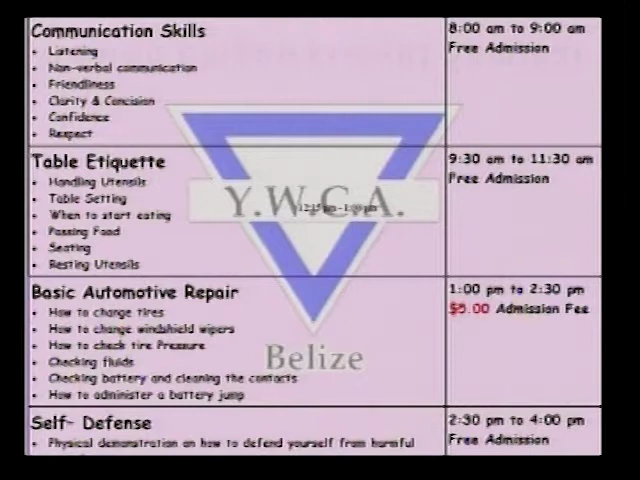 Communication Skills
8:00 am to 9:00 am
Free Admission
• Listening
• Non-verbal communication
• Friendliness
• Clarity & Concision
• Confidence
• Respect
Table Etiquette
9:30 am to 11:30 am
Free Admission
• Handling Utensils
• Table Setting
• When to start eating
• Passing Food
• Seating
• Resting Utensils
Y.W.C.A.
Basic Automotive Repair
1:00 pm to 2:30 pm
$5.00 Admission Fee
• How to change tires
• How to change windshield wipers
• How to check tire Pressure
• Checking fluids
• Checking battery and cleaning the contacts
• How to administer a battery jump
Belize
Self- Defense
2:30 pm to 4:00 pm
Free Admission
• Physical demonstration on how to defend yourself from harmful